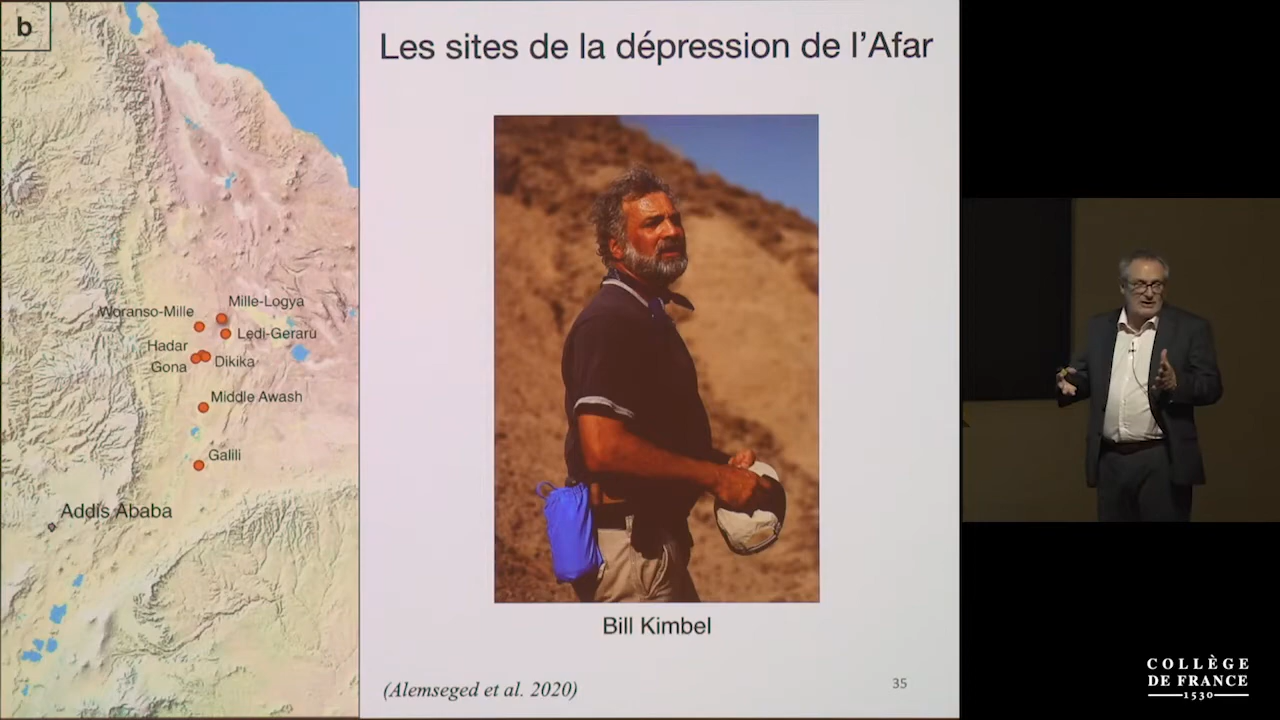 b
Les sites de la dépression de l'Afar
Mille-Logya
Woranso-Mille
Ledi-Geraru
Hadar
Dikika
Gona
Middle Awash
Galili
Addis Ababa
Bill Kimbel
(Alemseged et al. 2020)
35
COLLÈGE
DE FRANCE
1530